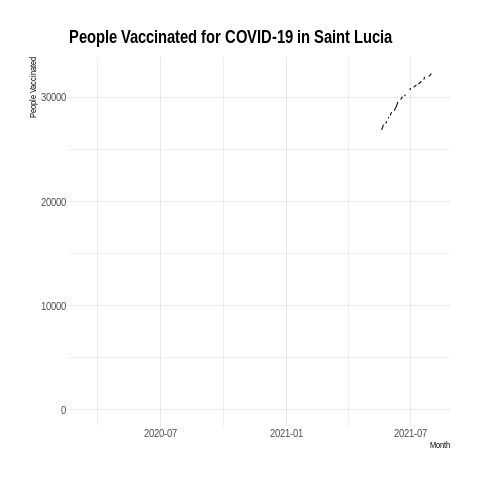 People Vaccinated for COVID-19 in Saint Lucia
People Vaccinated
30000
20000
10000
0
2020-07 2021-01 2021-07
Month